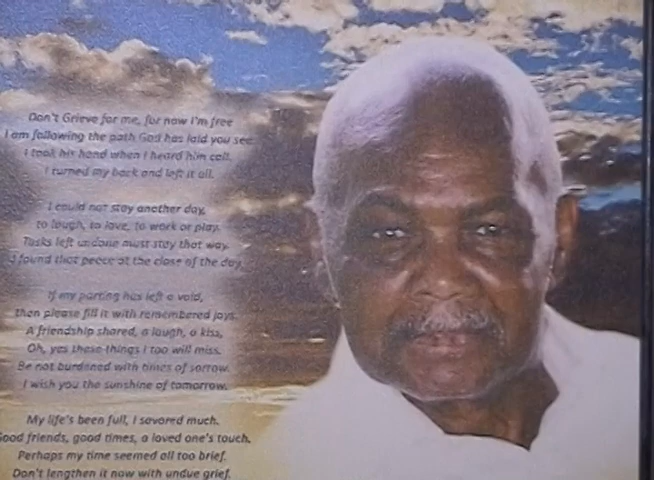 Don't Grieve for me, for now I'm free
I am following the path God has laid you see
I took his hand when I heard him call.
I turned my back and left it all.
I could not stay another day,
to laugh, to love, to work or play.
Tasks left undone must stay that way.
I found that peace at the close of the day.
If my parting has left a void,
then please fill it with remembered joys.
A friendship shared, a laugh, a kiss,
Oh, yes these things I too will miss.
Be not burdened with times of sorrow.
I wish you the sunshine of tomorrow.
My life's been full, I savored much.
Good friends, good times, a loved one's touch.
Perhaps my time seemed all too brief.
Don't lengthen it now with undue grief.